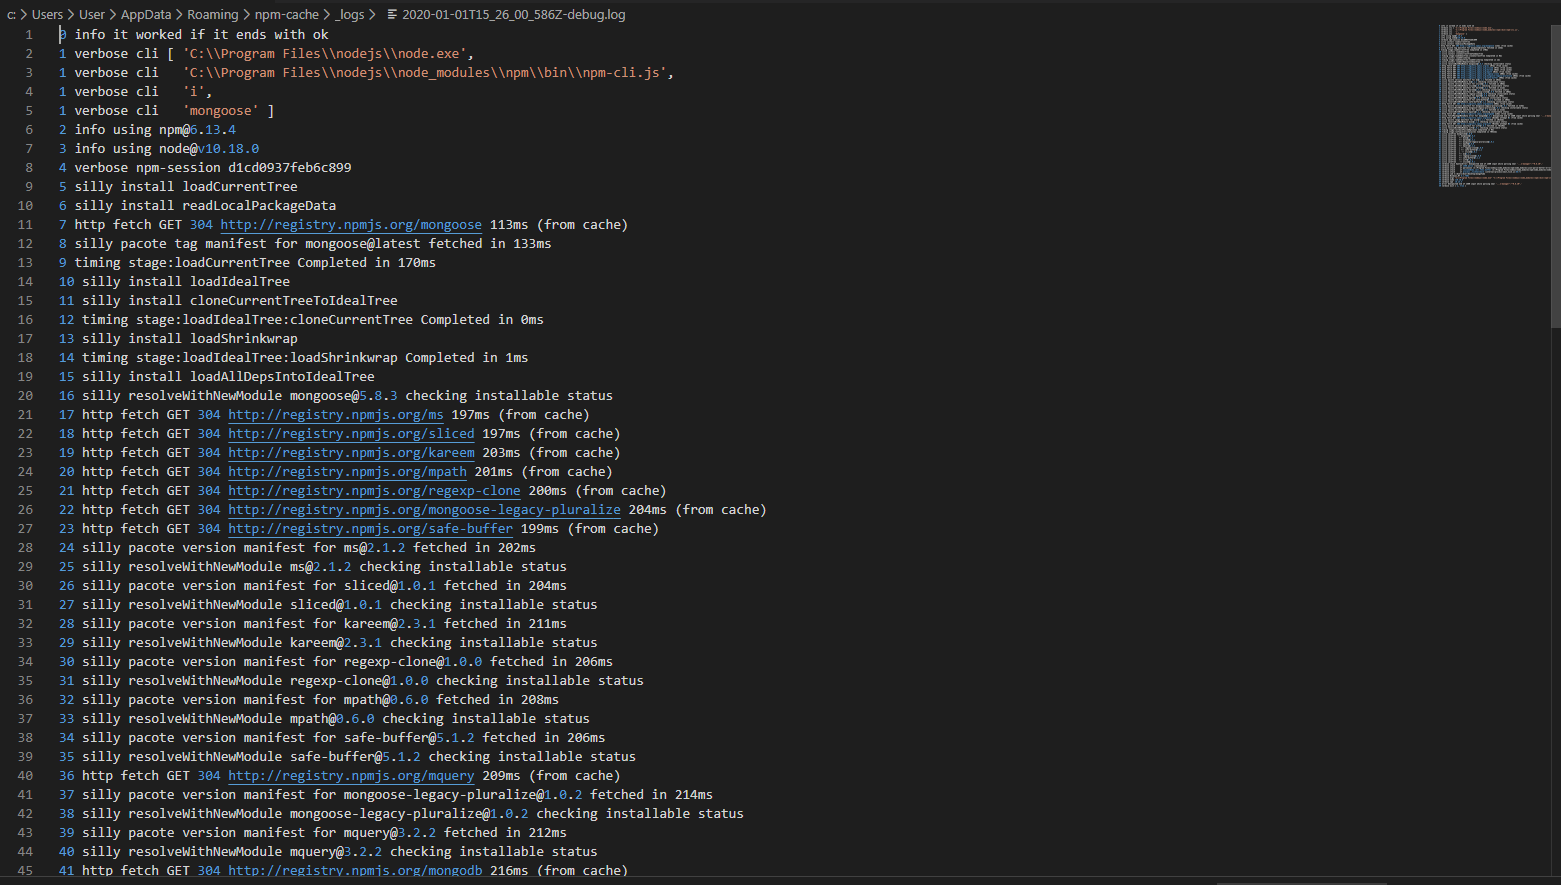 c: > Users > User > AppData > Roaming > npm-cache > _logs > 2020-01-01T15_26_00_586Z-debug.log
1 0 info it worked if it ends with ok
2 1 verbose cli [ 'C:\\Program Files\\nodejs\\node.exe',
3 1 verbose cli 'C:\\Program Files\\nodejs\\node_modules\\npm\\bin\\npm-cli.js',
4 1 verbose cli 'i',
5 1 verbose cli 'mongoose' ]
6 2 info using npm@6.13.4
7 3 info using node@v10.18.0
8 4 verbose npm-session d1cd0937feb6c899
9 5 silly install loadCurrentTree
10 6 silly install readLocalPackageData
11 7 http fetch GET 304 http://registry.npmjs.org/mongoose 113ms (from cache)
12 8 silly pacote tag manifest for mongoose@latest fetched in 133ms
13 9 timing stage:loadCurrentTree Completed in 170ms
14 10 silly install loadIdealTree
15 11 silly install cloneCurrentTreeToIdealTree
16 12 timing stage:loadIdealTree:cloneCurrentTree Completed in 0ms
17 13 silly install loadShrinkwrap
18 14 timing stage:loadIdealTree:loadShrinkwrap Completed in 1ms
19 15 silly install loadAllDepsIntoIdealTree
20 16 silly resolveWithNewModule mongoose@5.8.3 checking installable status
21 17 http fetch GET 304 http://registry.npmjs.org/ms 197ms (from cache)
22 18 http fetch GET 304 http://registry.npmjs.org/sliced 197ms (from cache)
23 19 http fetch GET 304 http://registry.npmjs.org/kareem 203ms (from cache)
24 20 http fetch GET 304 http://registry.npmjs.org/mpath 201ms (from cache)
25 21 http fetch GET 304 http://registry.npmjs.org/regexp-clone 200ms (from cache)
26 22 http fetch GET 304 http://registry.npmjs.org/mongoose-legacy-pluralize 204ms (from cache)
27 23 http fetch GET 304 http://registry.npmjs.org/safe-buffer 199ms (from cache)
28 24 silly pacote version manifest for ms@2.1.2 fetched in 202ms
29 25 silly resolveWithNewModule ms@2.1.2 checking installable status
30 26 silly pacote version manifest for sliced@1.0.1 fetched in 204ms
31 27 silly resolveWithNewModule sliced@1.0.1 checking installable status
32 28 silly pacote version manifest for kareem@2.3.1 fetched in 211ms
33 29 silly resolveWithNewModule kareem@2.3.1 checking installable status
34 30 silly pacote version manifest for regexp-clone@1.0.0 fetched in 206ms
35 31 silly resolveWithNewModule regexp-clone@1.0.0 checking installable status
36 32 silly pacote version manifest for mpath@0.6.0 fetched in 208ms
37 33 silly resolveWithNewModule mpath@0.6.0 checking installable status
38 34 silly pacote version manifest for safe-buffer@5.1.2 fetched in 206ms
39 35 silly resolveWithNewModule safe-buffer@5.1.2 checking installable status
40 36 http fetch GET 304 http://registry.npmjs.org/mquery 209ms (from cache)
41 37 silly pacote version manifest for mongoose-legacy-pluralize@1.0.2 fetched in 214ms
42 38 silly resolveWithNewModule mongoose-legacy-pluralize@1.0.2 checking installable status
43 39 silly pacote version manifest for mquery@3.2.2 fetched in 212ms
44 40 silly resolveWithNewModule mquery@3.2.2 checking installable status
45 41 http fetch GET 304 http://registry.npmjs.org/mongodb 216ms (from cache)